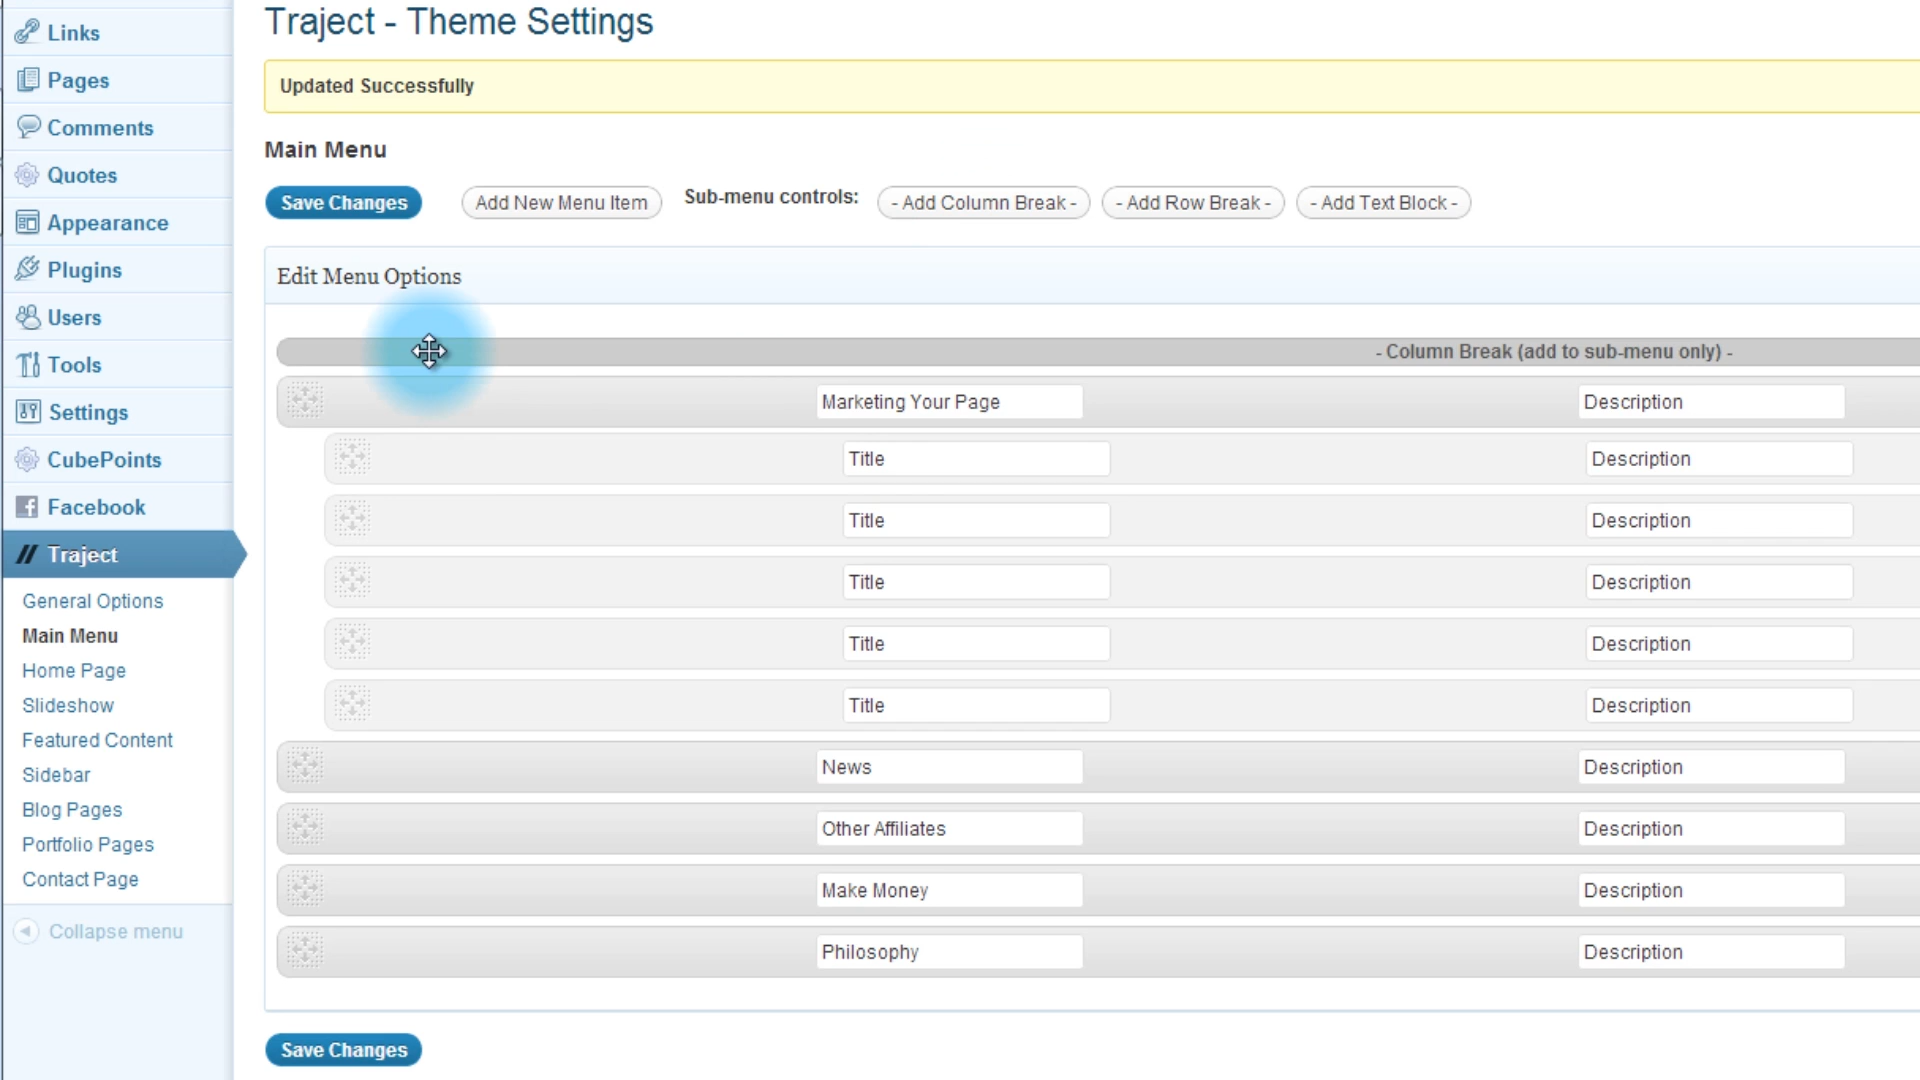 Links
Pages
Comments
Quotes
Appearance
Plugins
Users
Tools
Settings
CubePoints
Facebook
Traject
General Options
Main Menu
Home Page
Slideshow
Featured Content
Sidebar
Blog Pages
Portfolio Pages
Contact Page
Collapse menu
Traject - Theme Settings
Updated Successfully
Main Menu
Save Changes Add New Menu Item Sub-menu controls: - Add Column Break - - Add Row Break - - Add Text Block -
Edit Menu Options
- Column Break (add to sub-menu only) -
Marketing Your Page Description
Title Description
Title Description
Title Description
Title Description
Title Description
News Description
Other Affiliates Description
Make Money Description
Philosophy Description
Save Changes